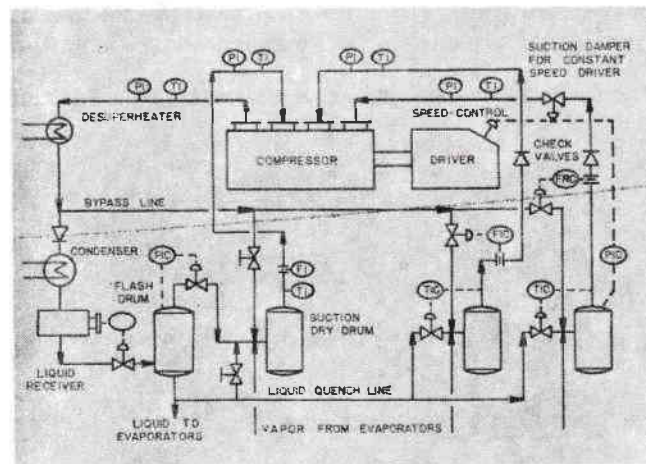 SUCTION DAMPER
FOR CONSTANT
SPEED DRIVER
PI TI
PI TI
PI TI
PI TI
DESUPERHEATER
SPEED-CONTROL
COMPRESSOR
DRIVER
CHECK
VALVES
FRC
BYPASS LINE
CONDENSER
PIC
FIC
PIC
FLASH
DRUM
FI
TI
TIC
TIC
SUCTION
DRY DRUM
LIQUID
RECEIVER
LIQUID QUENCH LINE
LIQUID TO
EVAPORATORS
VAPOR FROM EVAPORATORS